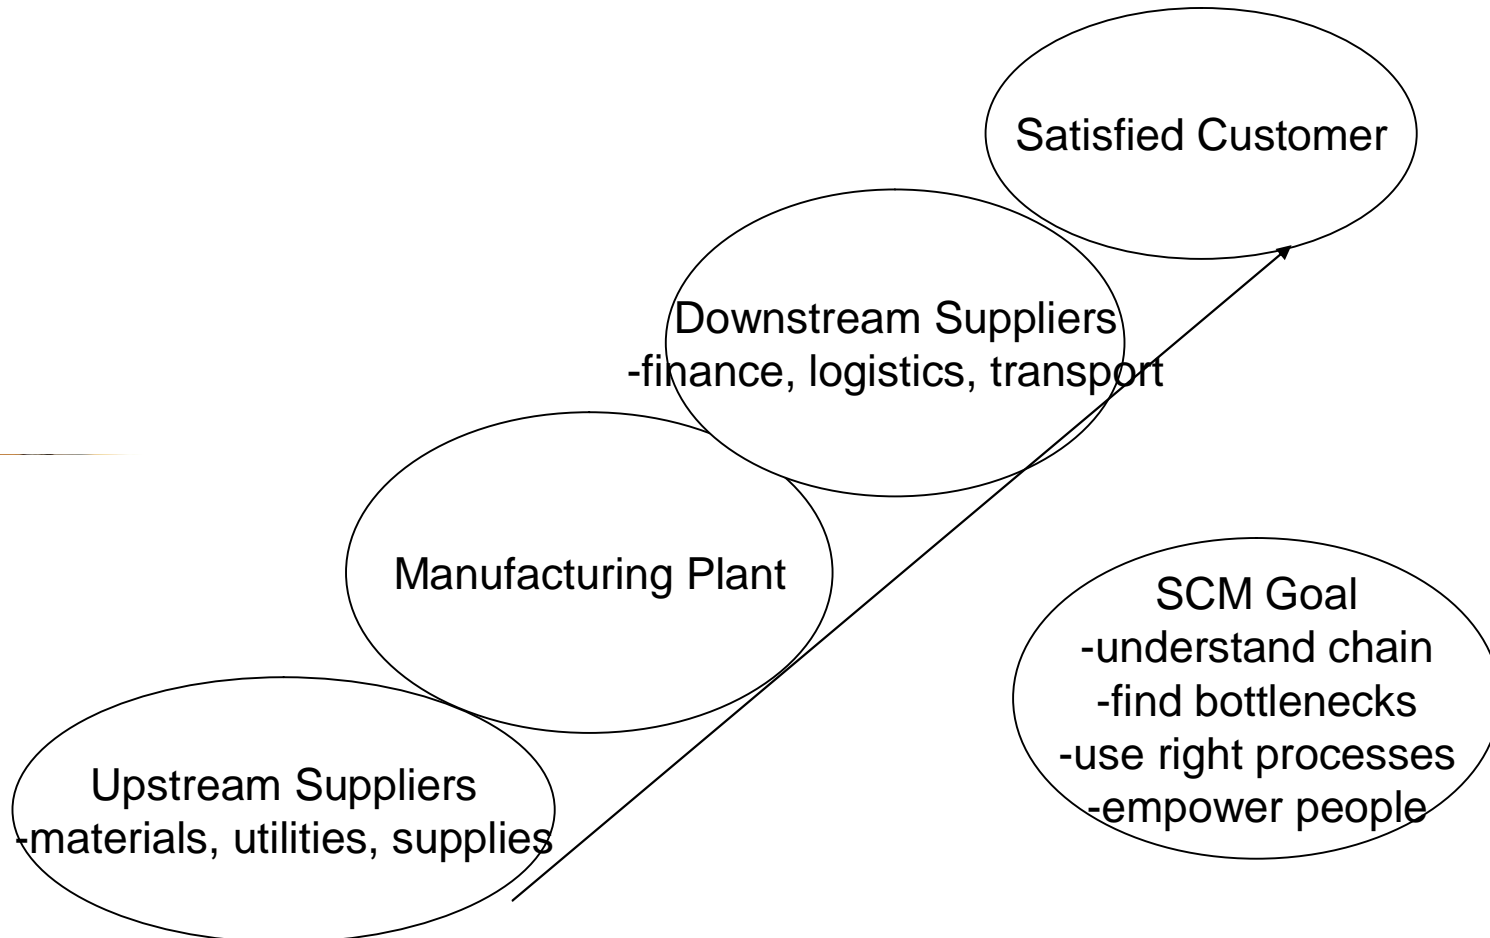 Satisfied Customer
Downstream Suppliers
-finance, logistics, transport
Manufacturing Plant
SCM Goal
-understand chain
-find bottlenecks
-use right processes
-empower people
Upstream Suppliers
-materials, utilities, supplies